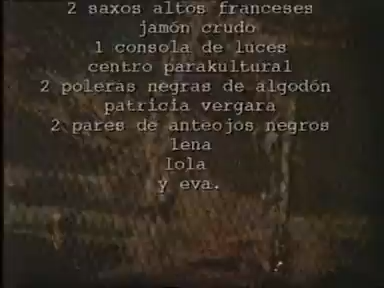 2 saxos altos franceses
jamón crudo
1 consola de luces
centro parakultural
2 poleras negras de algodón
patricia vergara
2 pares de anteojos negros
lena
lola
y eva.